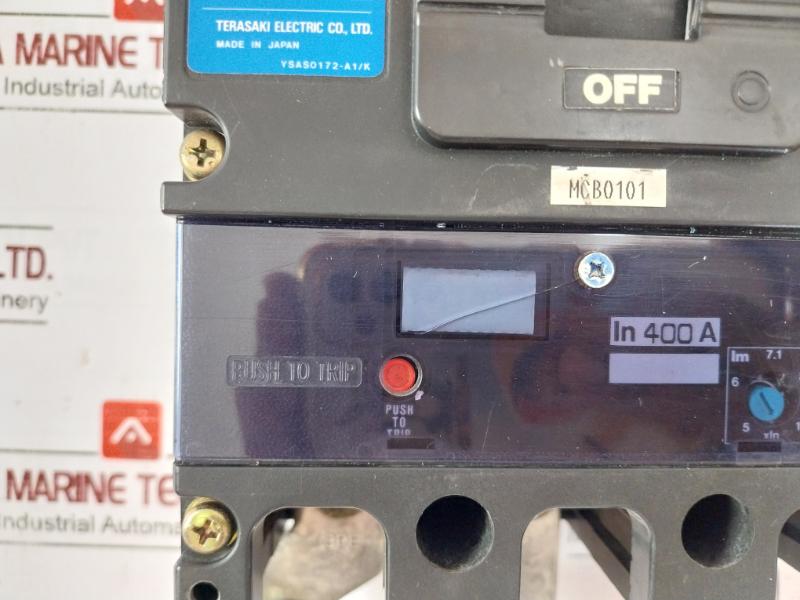 TERASAKI ELECTRIC CO., LTD.
MADE IN JAPAN
YSAS0172-A1/K
OFF
MCB0101
A MARINE TE
Industrial Autom
LTD.
nery
In 400 A
PUSH TO TRIP
PUSH
TO
TRIP
Im 7.1
6
5 xIn 1
MARINE TE
Industrial Automa